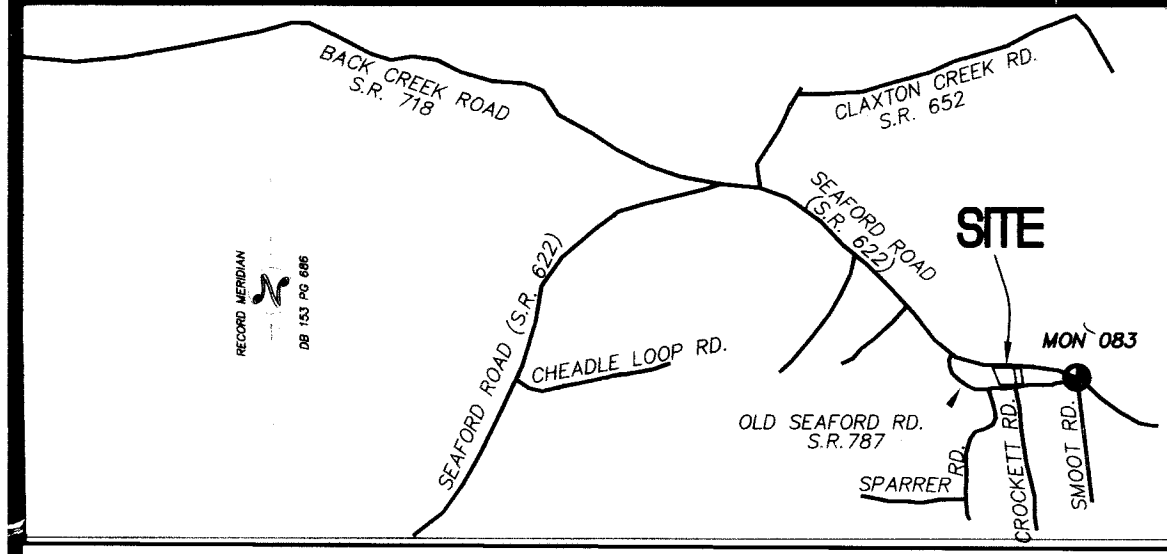 BACK CREEK ROAD
S.R. 718
CLAXTON CREEK RD.
S.R. 652
SEAFORD ROAD
(S.R. 622)
SITE
RECORD MERIDIAN
N
DB 153 PG 686
SEAFORD ROAD (S.R. 622)
CHEADLE LOOP RD.
MON 083
OLD SEAFORD RD.
S.R.787
SPARRER RD.
CROCKETT RD.
SMOOT RD.